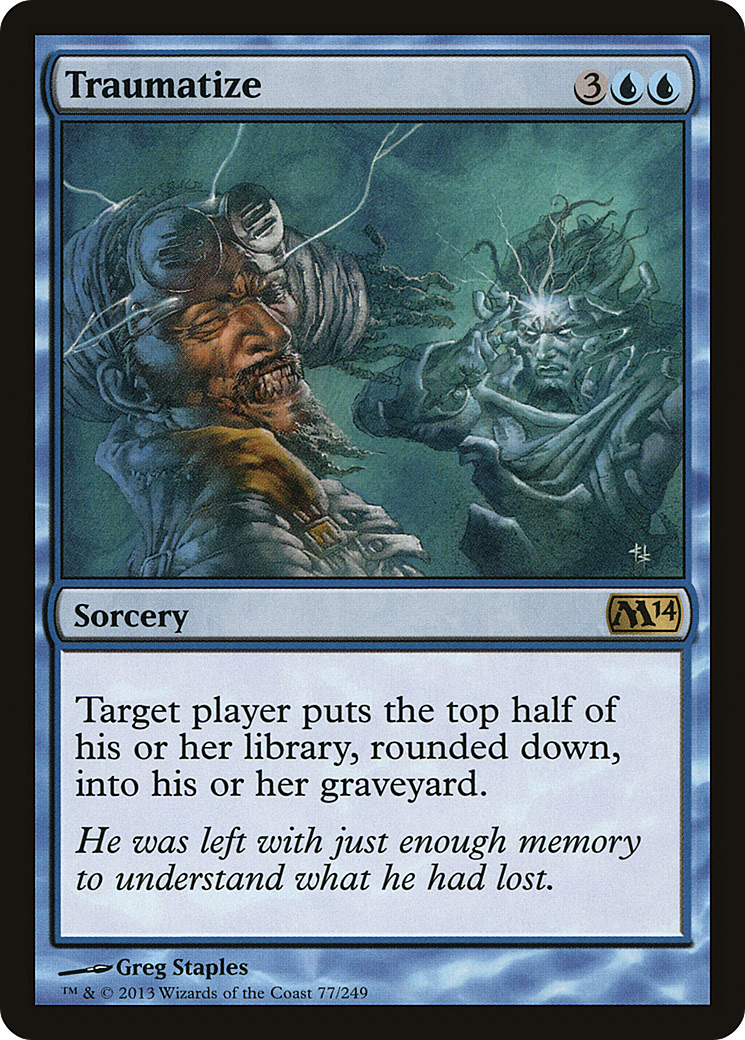 Traumatize
3
Sorcery
M14
Target player puts the top half of
his or her library, rounded down,
into his or her graveyard.
He was left with just enough memory
to understand what he had lost.
Greg Staples
™ & © 2013 Wizards of the Coast 77/249